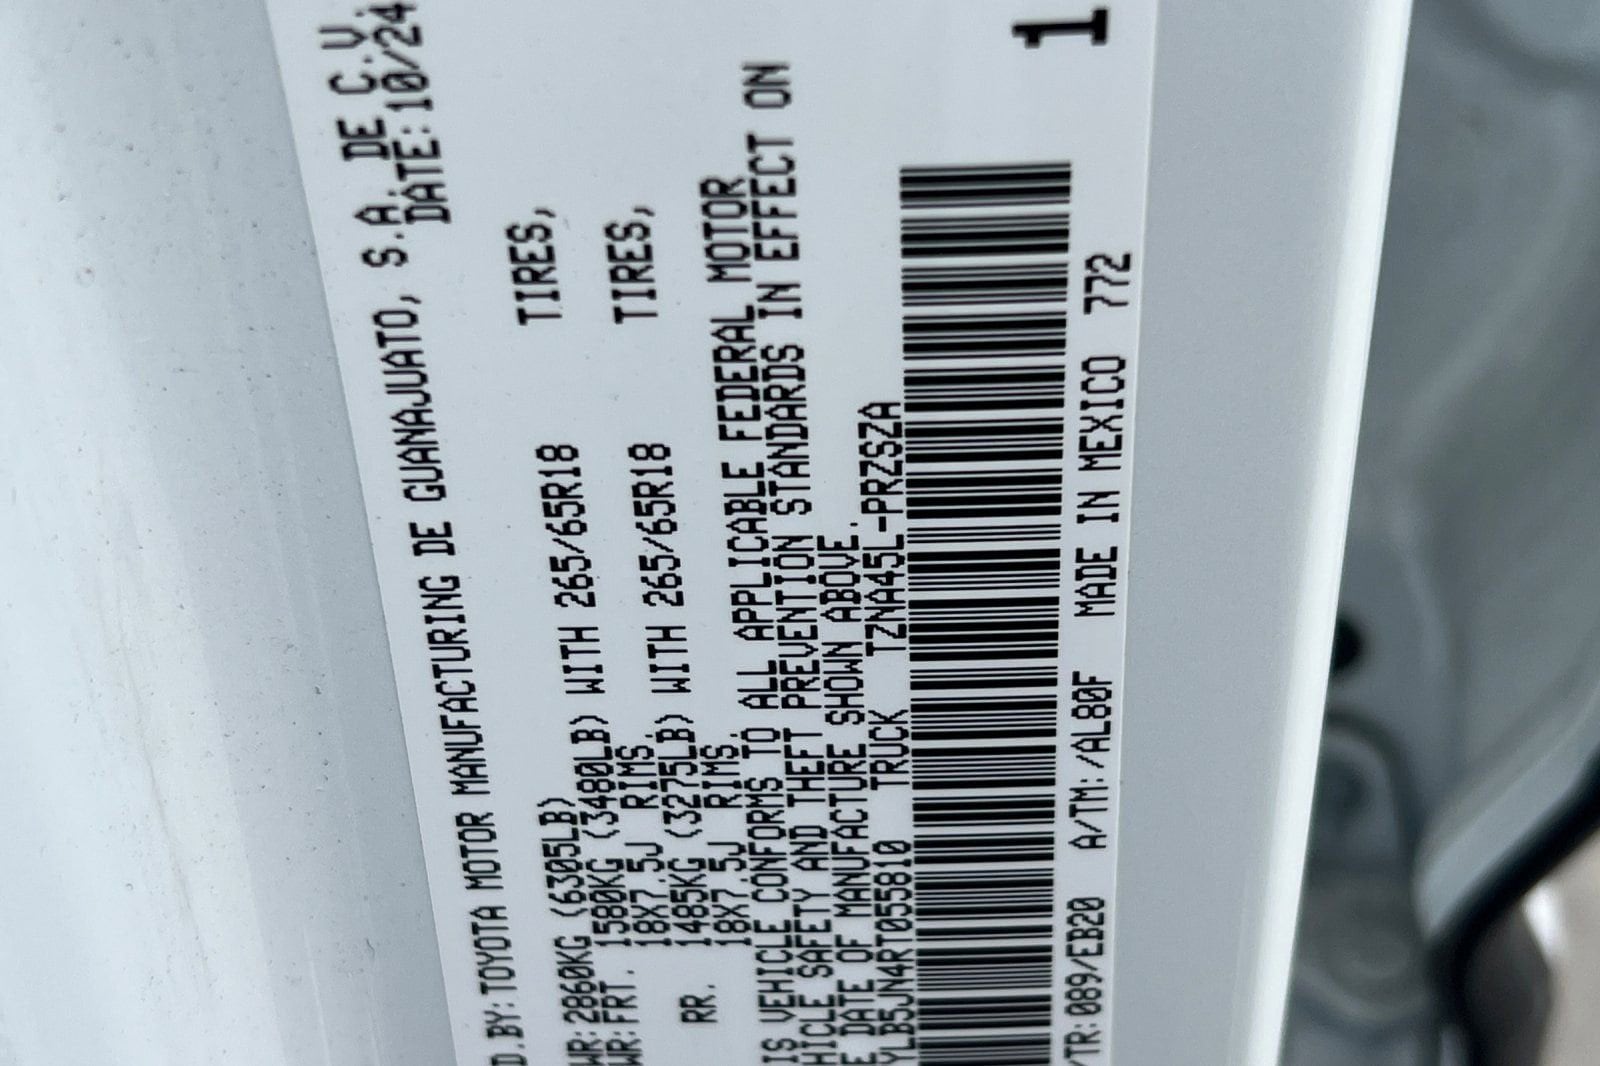 D.BY:TOYOTA MOTOR MANUFACTURING DE GUANAJUATO, S.A. DE C.V.
DATE:10/24
WR:2860KG (6305LB)
WR:FRT. 1580KG (3480LB) WITH 265/65R18 TIRES,
18X7.5J RIMS.
RR. 1485KG (3275LB) WITH 265/65R18 TIRES,
18X7.5J RIMS.
IS VEHICLE CONFORMS TO ALL APPLICABLE FEDERAL MOTOR
HICLE SAFETY AND THEFT PREVENTION STANDARDS IN EFFECT ON
E DATE OF MANUFACTURE SHOWN ABOVE.
YLB5JN4RT055810 TRUCK TZNA45L-PRZSZA
/TR:089/EB20 A/TM:/AL80F MADE IN MEXICO 772
1